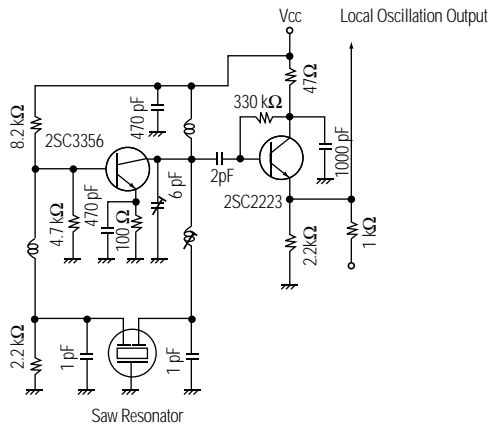 Vcc
Local Oscillation Output
47Ω
330 kΩ
470 pF
8.2 kΩ
2SC3356
1000 pF
2pF
6 pF
2SC2223
470 pF
100 Ω
4.7 kΩ
2.2kΩ
1 kΩ
2.2 kΩ
1 pF
1 pF
Saw Resonator